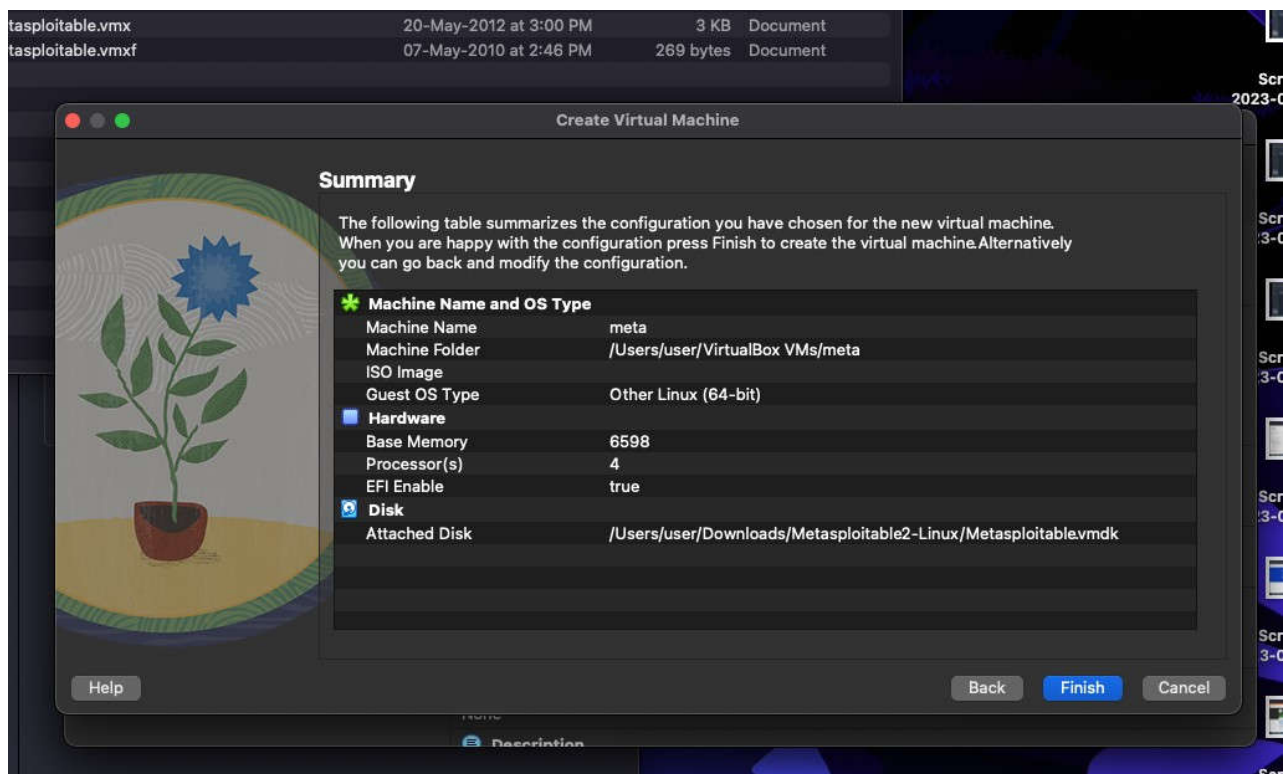 tasploitable.vmx 20-May-2012 at 3:00 PM 3 KB Document
tasploitable.vmxf 07-May-2010 at 2:46 PM 269 bytes Document
Scr
2023-0
Create Virtual Machine
Summary
The following table summarizes the configuration you have chosen for the new virtual machine.
When you are happy with the configuration press Finish to create the virtual machine.Alternatively
you can go back and modify the configuration.
Machine Name and OS Type
Machine Name meta
Machine Folder /Users/user/VirtualBox VMs/meta
ISO Image
Guest OS Type Other Linux (64-bit)
Hardware
Base Memory 6598
Processor(s) 4
EFI Enable true
Disk
Attached Disk /Users/user/Downloads/Metasploitable2-Linux/Metasploitable.vmdk
Scr
3-0
Scr
3-0
Scr
3-0
Scr
3-0
Help Back Finish Cancel
None
Description